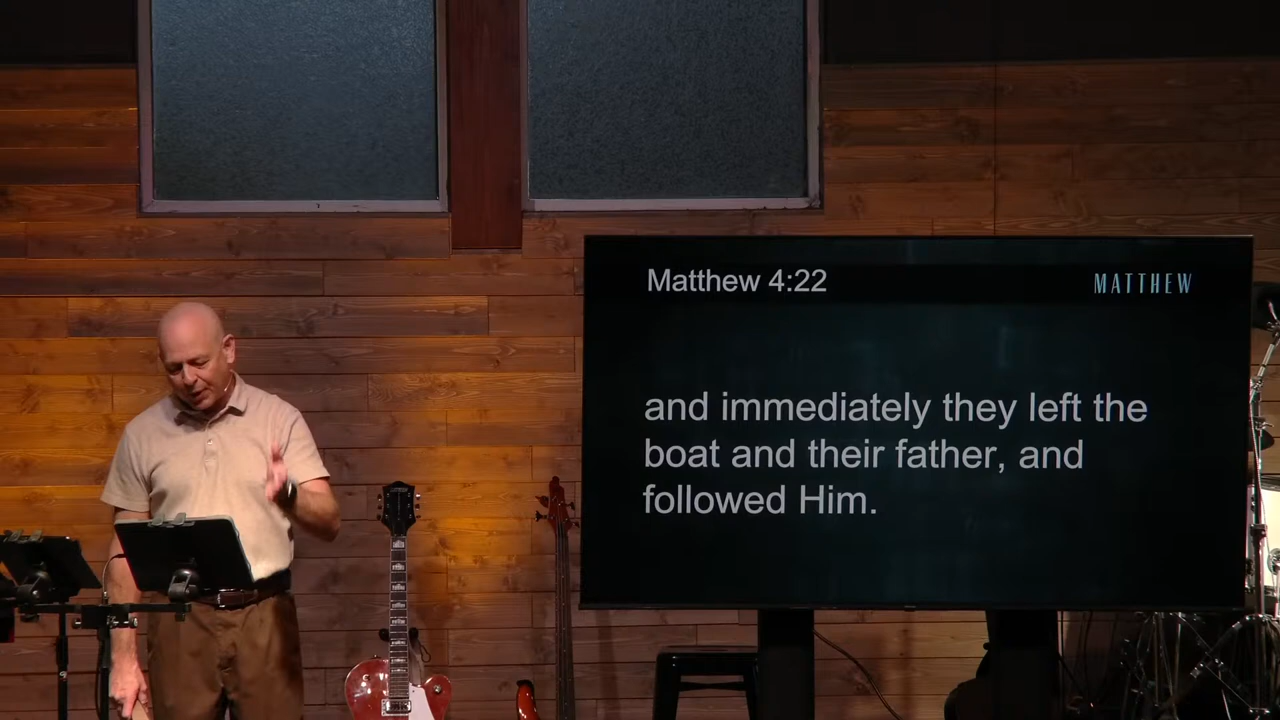 Matthew 4:22
MATTHEW
and immediately they left the
boat and their father, and
followed Him.